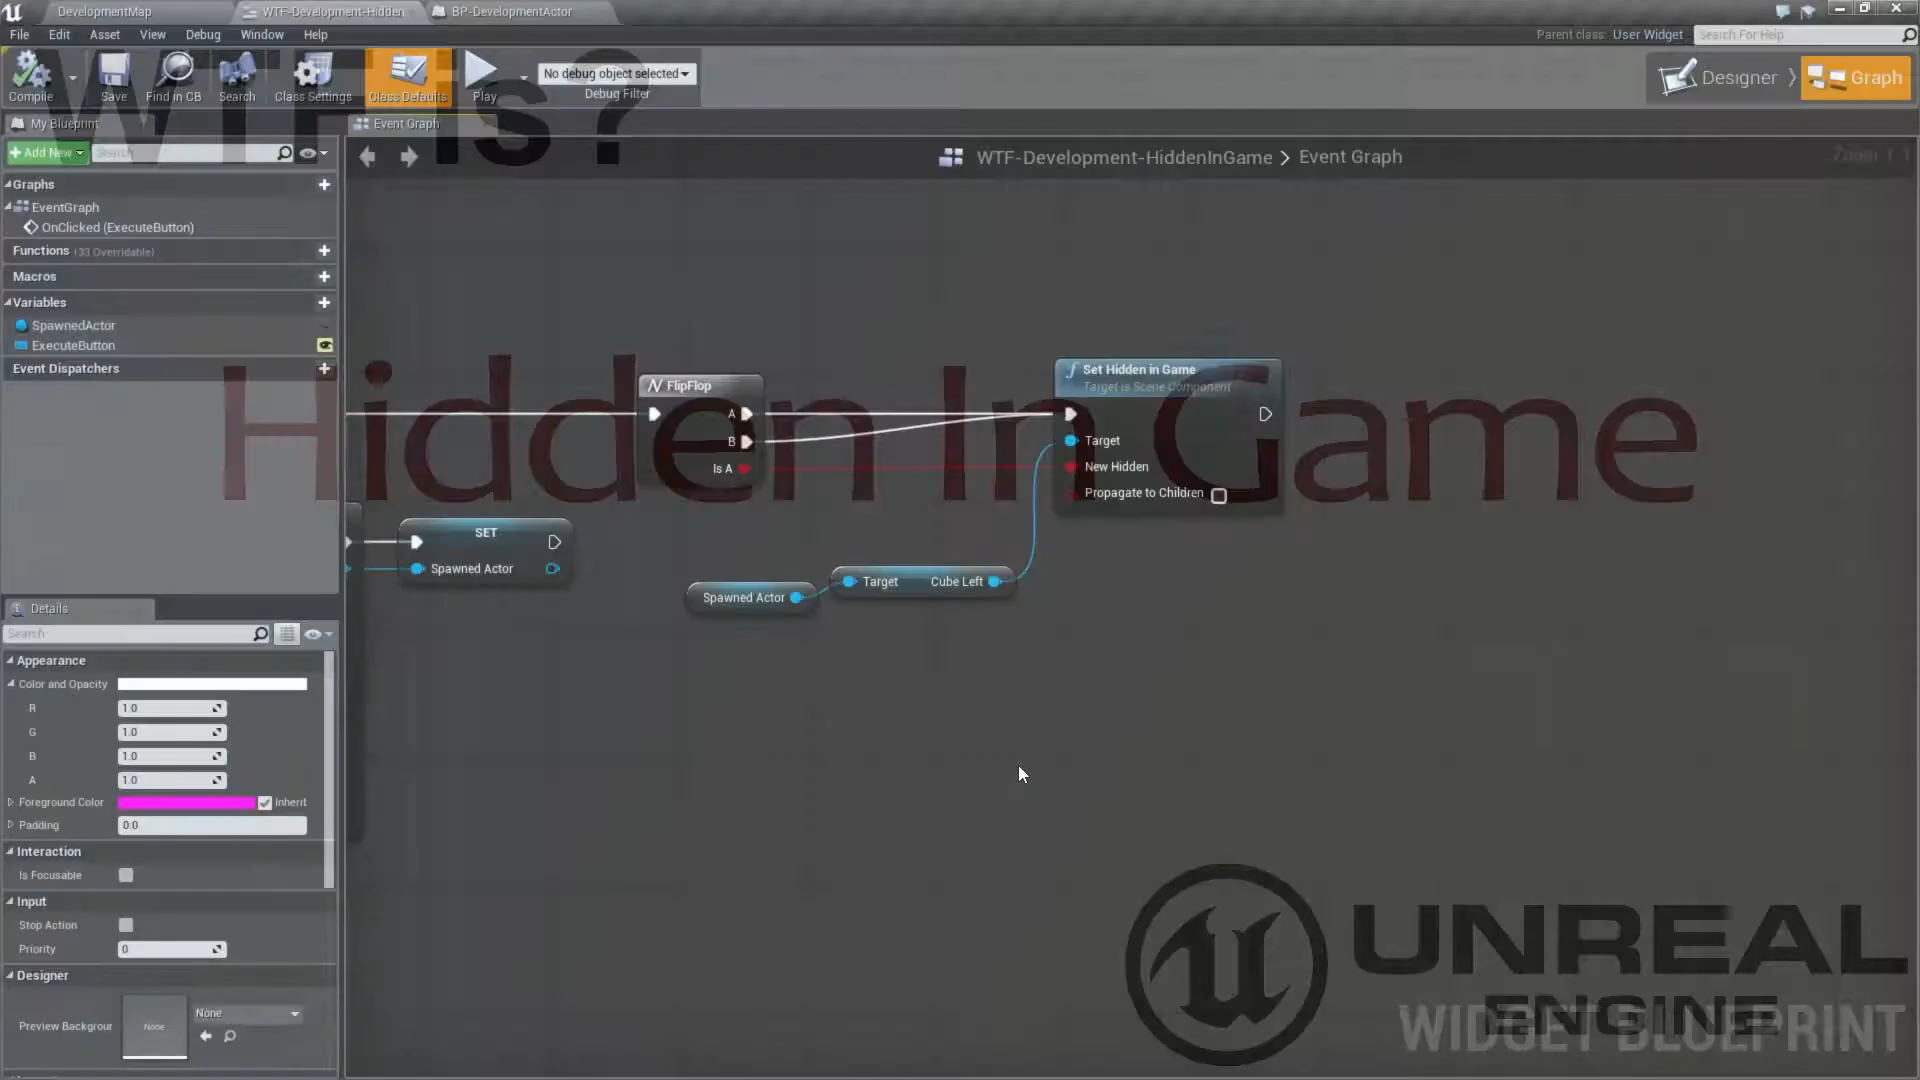 DevelopmentMap
WTF-Development-Hidden
BP-DevelopmentActor
File Edit Asset View Debug Window Help
Parent class: User Widget
Search For Help
Compile
Save
Find in CB
Search
Class Settings
Class Defaults
Play
No debug object selected
Debug Filter
Designer
Graph
WTF is?
My Blueprint
Event Graph
Add New
Search
WTF-Development-HiddenInGame > Event Graph
Zoom 1:1
Graphs
EventGraph
OnClicked (ExecuteButton)
Functions (33 Overridable)
Macros
Variables
SpawnedActor
ExecuteButton
Event Dispatchers
Hidden In Game
FlipFlop
A
B
Is A
Set Hidden in Game
Target is Scene Component
Target
New Hidden
Propagate to Children
SET
Spawned Actor
Spawned Actor
Target Cube Left
Details
Search
Appearance
Color and Opacity
R 1.0
G 1.0
B 1.0
A 1.0
Foreground Color Inherit
Padding 0.0
Interaction
Is Focusable
Input
Stop Action
Priority 0
Designer
Preview Backgrour
None
None
UNREAL
ENGINE
WIDGET BLUEPRINT